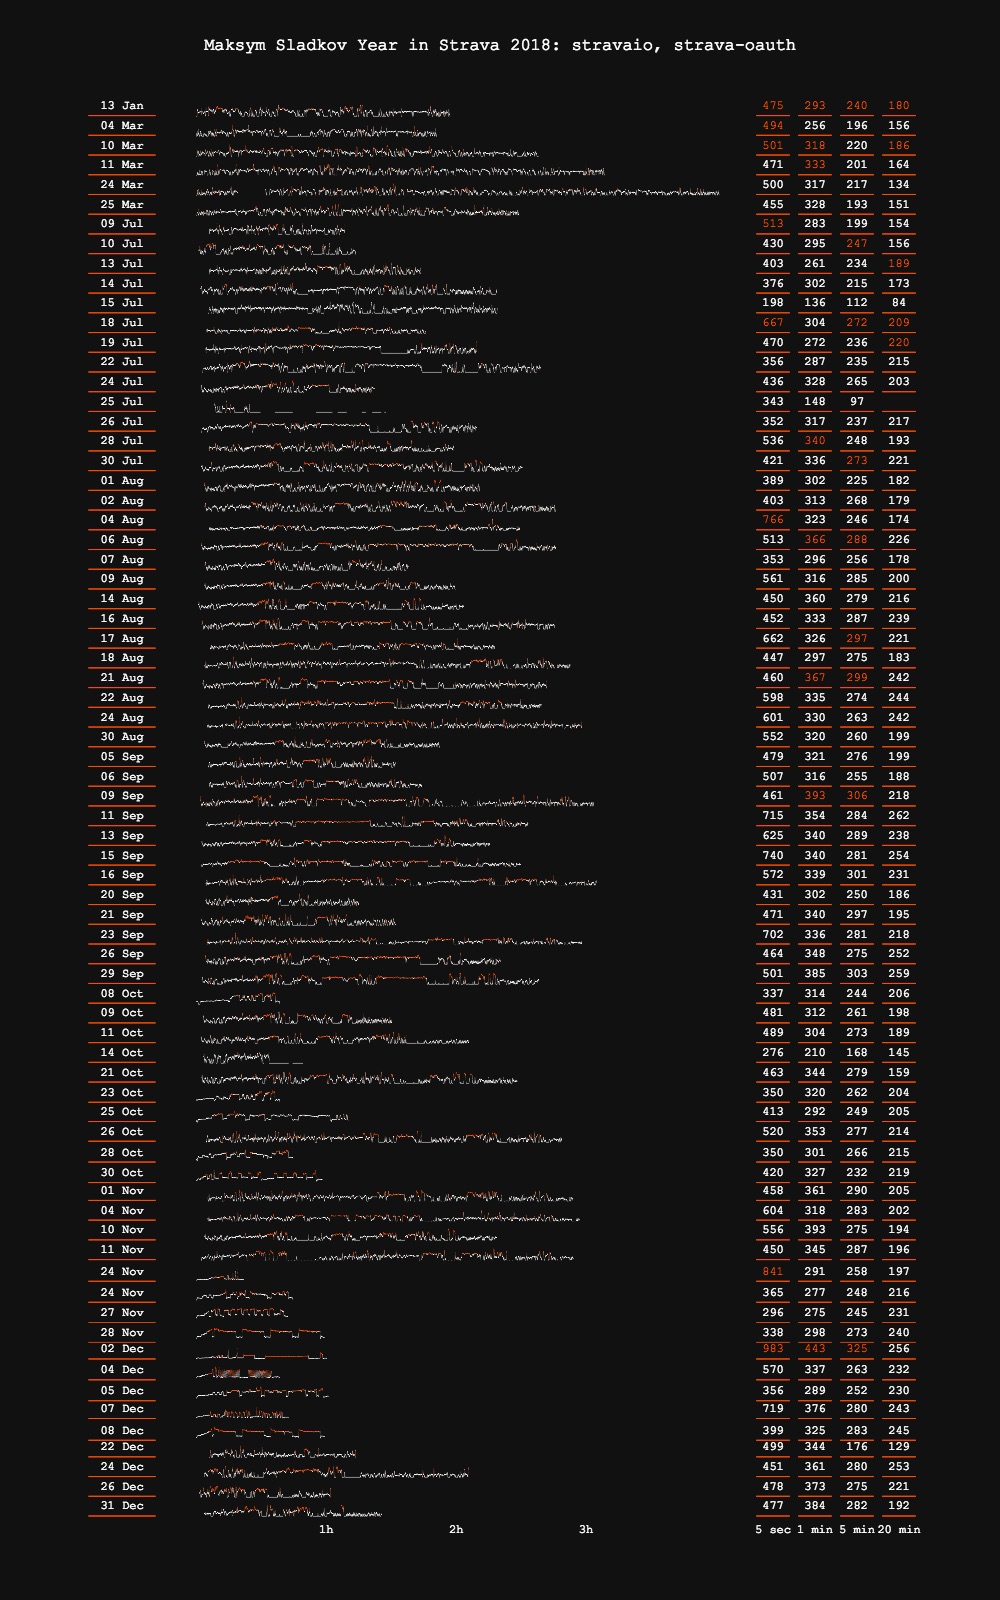 Maksym Sladkov Year in Strava 2018: stravaio, strava-oauth
13 Jan 475 293 240 180
04 Mar 494 256 196 156
10 Mar 501 318 220 186
11 Mar 471 333 201 164
24 Mar 500 317 217 134
25 Mar 455 328 193 151
09 Jul 513 283 199 154
10 Jul 430 295 247 156
13 Jul 403 261 234 189
14 Jul 376 302 215 173
15 Jul 198 136 112 84
18 Jul 667 304 272 209
19 Jul 470 272 236 220
22 Jul 356 287 235 215
24 Jul 436 328 265 203
25 Jul 343 148 97
26 Jul 352 317 237 217
28 Jul 536 340 248 193
30 Jul 421 336 273 221
01 Aug 389 302 225 182
02 Aug 403 313 268 179
04 Aug 766 323 246 174
06 Aug 513 366 288 226
07 Aug 353 296 256 178
09 Aug 561 316 285 200
14 Aug 450 360 279 216
16 Aug 452 333 287 239
17 Aug 662 326 297 221
18 Aug 447 297 275 183
21 Aug 460 367 299 242
22 Aug 598 335 274 244
24 Aug 601 330 263 242
30 Aug 552 320 260 199
05 Sep 479 321 276 199
06 Sep 507 316 255 188
09 Sep 461 393 306 218
11 Sep 715 354 284 262
13 Sep 625 340 289 238
15 Sep 740 340 281 254
16 Sep 572 339 301 231
20 Sep 431 302 250 186
21 Sep 471 340 297 195
23 Sep 702 336 281 218
26 Sep 464 348 275 252
29 Sep 501 385 303 259
08 Oct 337 314 244 206
09 Oct 481 312 261 198
11 Oct 489 304 273 189
14 Oct 276 210 168 145
21 Oct 463 344 279 159
23 Oct 350 320 262 204
25 Oct 413 292 249 205
26 Oct 520 353 277 214
28 Oct 350 301 266 215
30 Oct 420 327 232 219
01 Nov 458 361 290 205
04 Nov 604 318 283 202
10 Nov 556 393 275 194
11 Nov 450 345 287 196
24 Nov 841 291 258 197
24 Nov 365 277 248 216
27 Nov 296 275 245 231
28 Nov 338 298 273 240
02 Dec 983 443 325 256
04 Dec 570 337 263 232
05 Dec 356 289 252 230
07 Dec 719 376 280 243
08 Dec 399 325 283 245
22 Dec 499 344 176 129
24 Dec 451 361 280 253
26 Dec 478 373 275 221
31 Dec 477 384 282 192
1h 2h 3h 5 sec 1 min 5 min 20 min